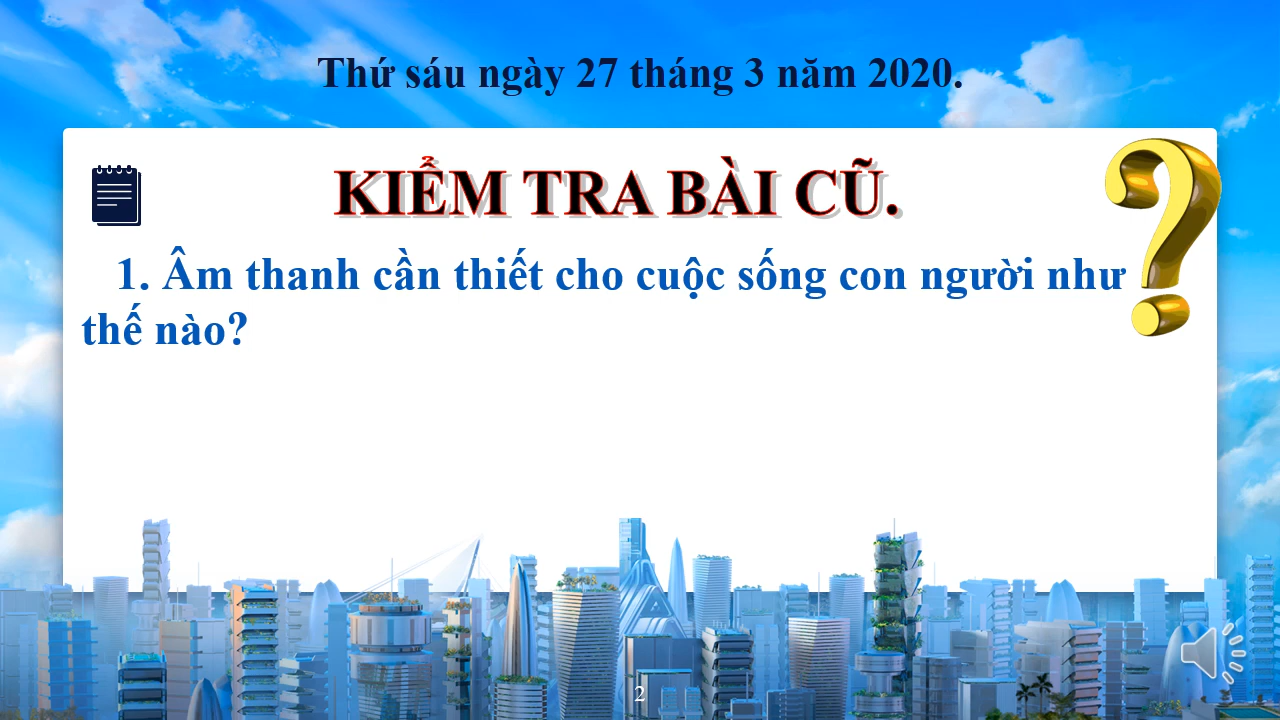 Thứ sáu ngày 27 tháng 3 năm 2020.
KIỂM TRA BÀI CŨ.
1. Âm thanh cần thiết cho cuộc sống con người như
thế nào?
2